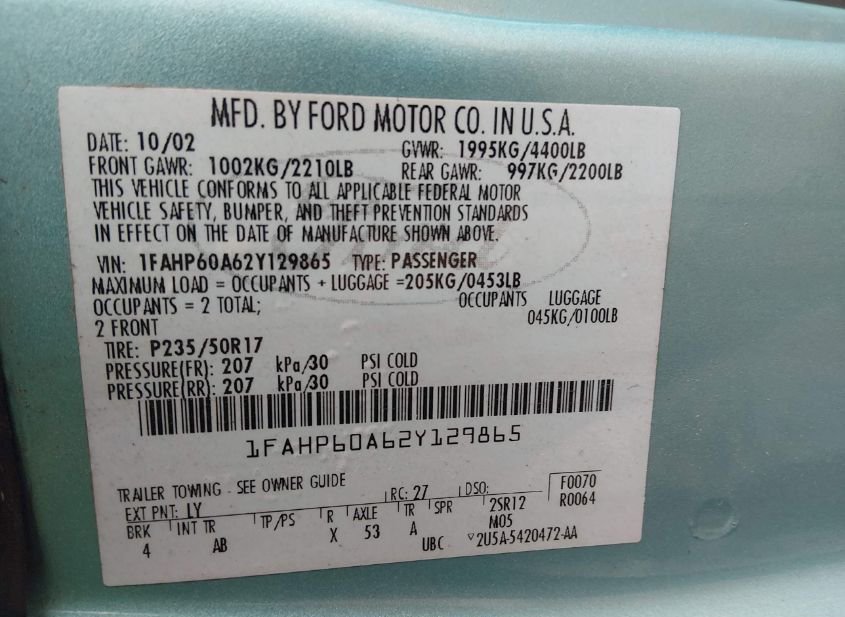 MFD. BY FORD MOTOR CO. IN U.S.A.
DATE: 10/02 GVWR: 1995KG/4400LB
FRONT GAWR: 1002KG/2210LB REAR GAWR: 997KG/2200LB
THIS VEHICLE CONFORMS TO ALL APPLICABLE FEDERAL MOTOR
VEHICLE SAFETY, BUMPER, AND THEFT PREVENTION STANDARDS
IN EFFECT ON THE DATE OF MANUFACTURE SHOWN ABOVE.
VIN: 1FAHP60A62Y129865 TYPE: PASSENGER
MAXIMUM LOAD = OCCUPANTS + LUGGAGE =205KG/0453LB
OCCUPANTS = 2 TOTAL; OCCUPANTS LUGGAGE
2 FRONT 045KG/0100LB
TIRE: P235/50R17
PRESSURE(FR): 207 kPa/30 PSI COLD
PRESSURE(RR): 207 kPa/30 PSI COLD
1FAHP60A62Y129865
TRAILER TOWING - SEE OWNER GUIDE
EXT PNT: LY RC: 27 DSO: F0070
BRK INT TR TP/PS R AXLE TR SPR 2SR12 R0064
4 AB X 53 A M05
UBC V2U5A-5420472-AA